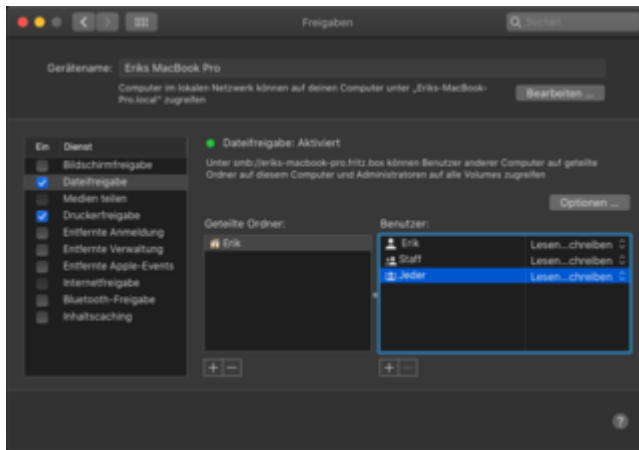 Freigaben
Suchen
Gerätename: Eriks MacBook Pro
Computer im lokalen Netzwerk können auf deinen Computer unter „Eriks-MacBook-
Pro.local“ zugreifen
Bearbeiten ...
Ein Dienst
Bildschirmfreigabe
Dateifreigabe
Medien teilen
Druckerfreigabe
Entfernte Anmeldung
Entfernte Verwaltung
Entfernte Apple-Events
Internetfreigabe
Bluetooth-Freigabe
Inhaltscaching
Dateifreigabe: Aktiviert
Unter smb://eriks-macbook-pro.fritz.box können Benutzer anderer Computer auf geteilte
Ordner auf diesem Computer und Administratoren auf alle Volumes zugreifen
Optionen ...
Geteilte Ordner:
Erik
Benutzer:
Erik Lesen...chreiben
Staff Lesen...chreiben
Jeder Lesen...chreiben
+ −
+ −
?